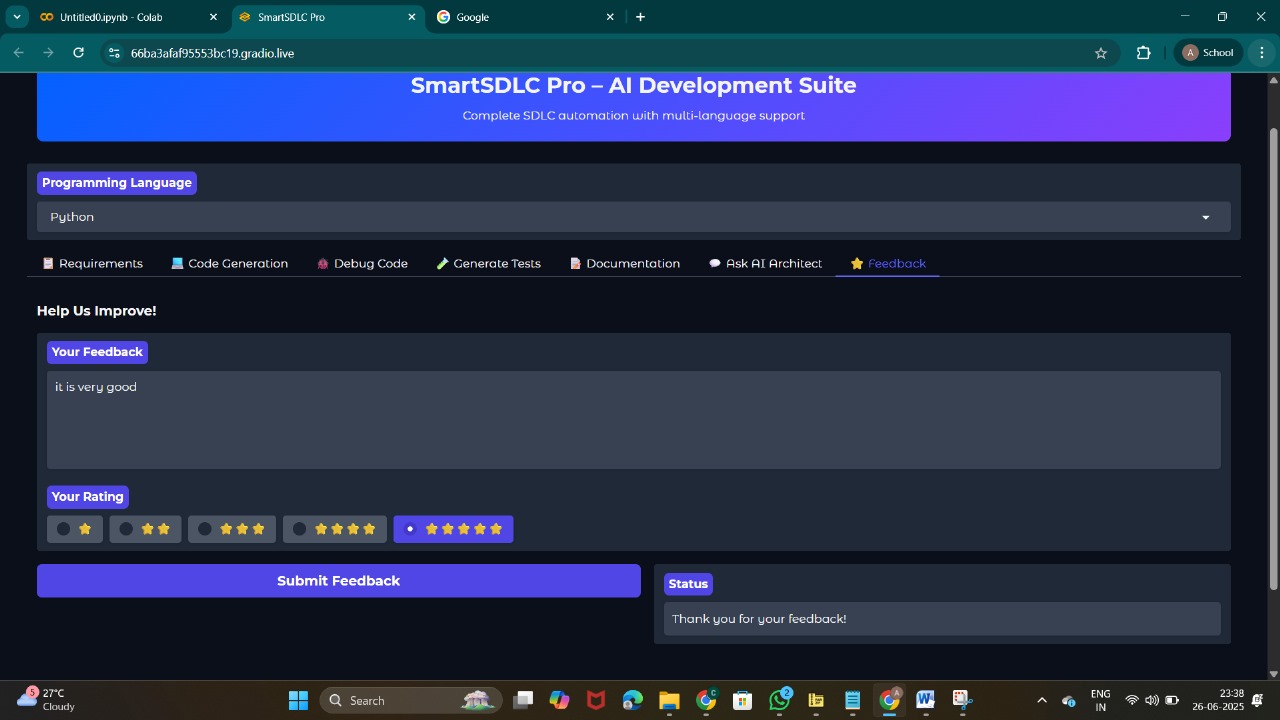 Untitled0.ipynb - Colab
SmartSDLC Pro
Google
66ba3afaf95553bc19.gradio.live
A School
SmartSDLC Pro – AI Development Suite
Complete SDLC automation with multi-language support
Programming Language
Python
Requirements
Code Generation
Debug Code
Generate Tests
Documentation
Ask AI Architect
Feedback
Help Us Improve!
Your Feedback
it is very good
Your Rating
Submit Feedback
Status
Thank you for your feedback!
5
27°C
Cloudy
Search
C
2
A
ENG
IN
23:38
26-06-2025